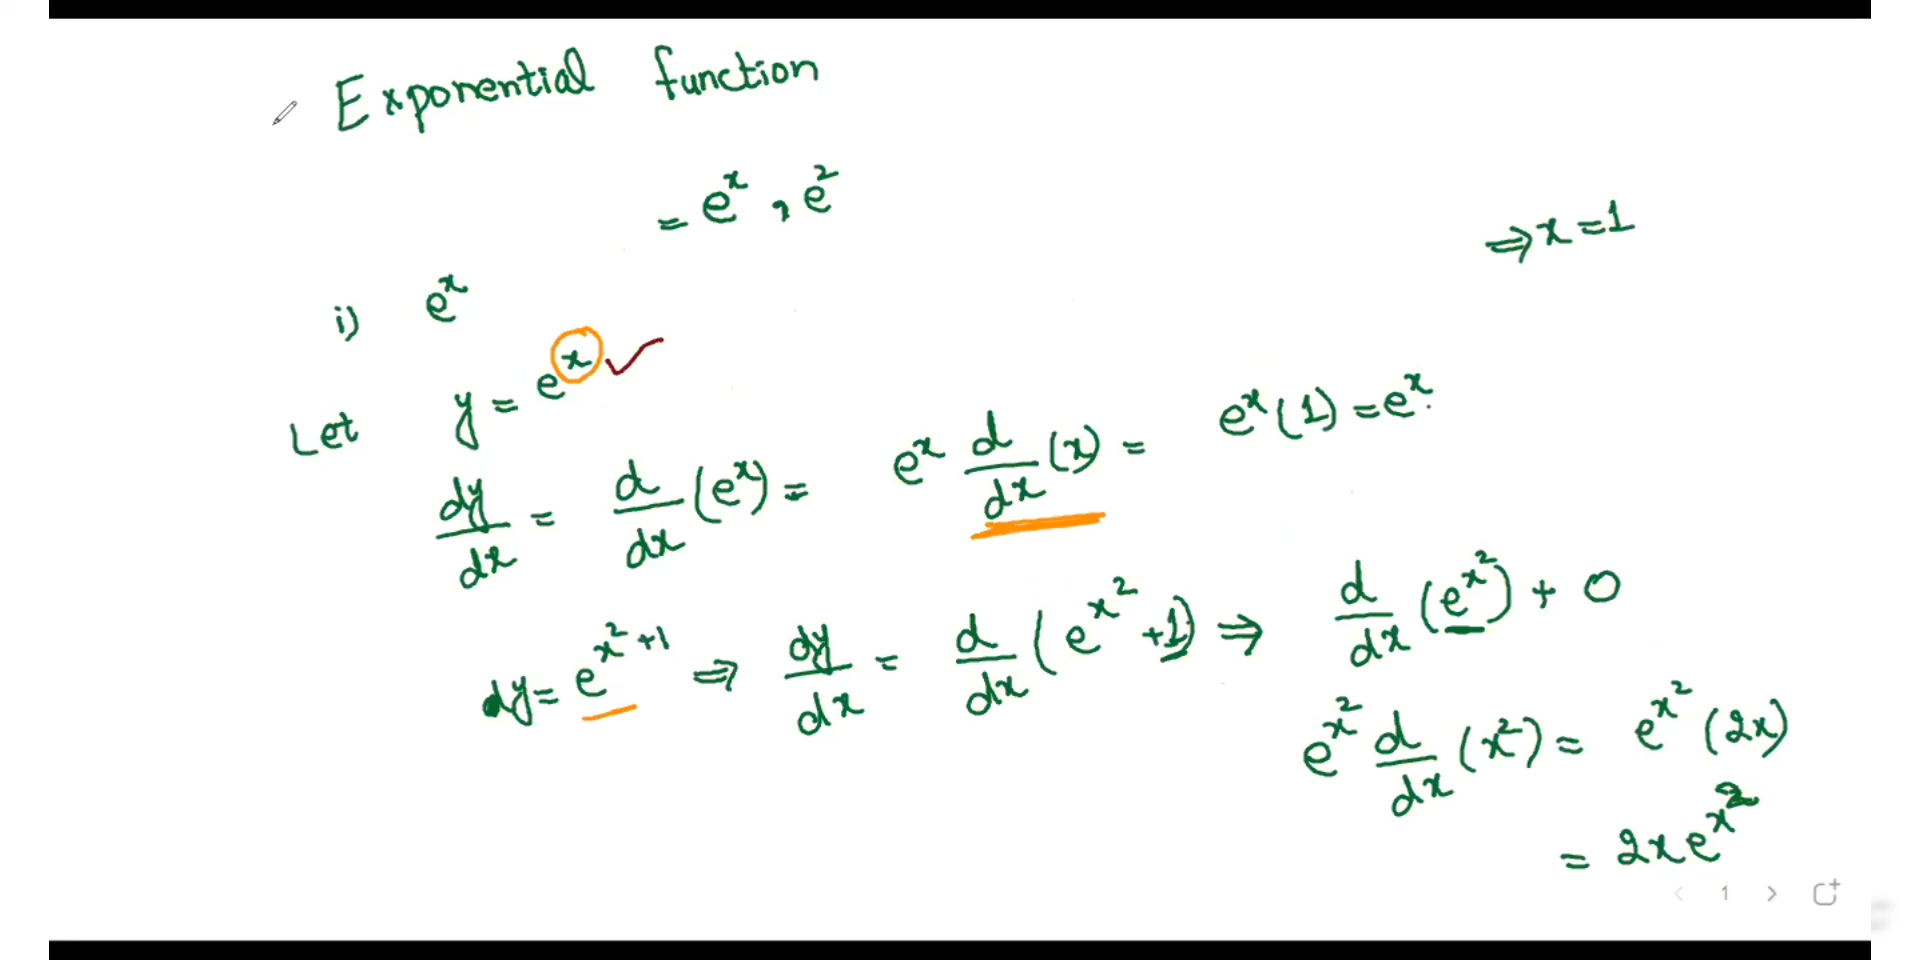 Exponential function
= e^x, e^2
⇒ x = 1
i) e^x
Let y = e^x ✓
dy/dx = d/dx (e^x) = e^x d/dx (x) = e^x (1) = e^x.
dy = e^x^2 +1 ⇒ dy/dx = d/dx (e^x^2 + 1) ⇒ d/dx (e^x^2) + 0
e^x^2 d/dx (x^2) = e^x^2 (2x)
= 2x e^x^2
1